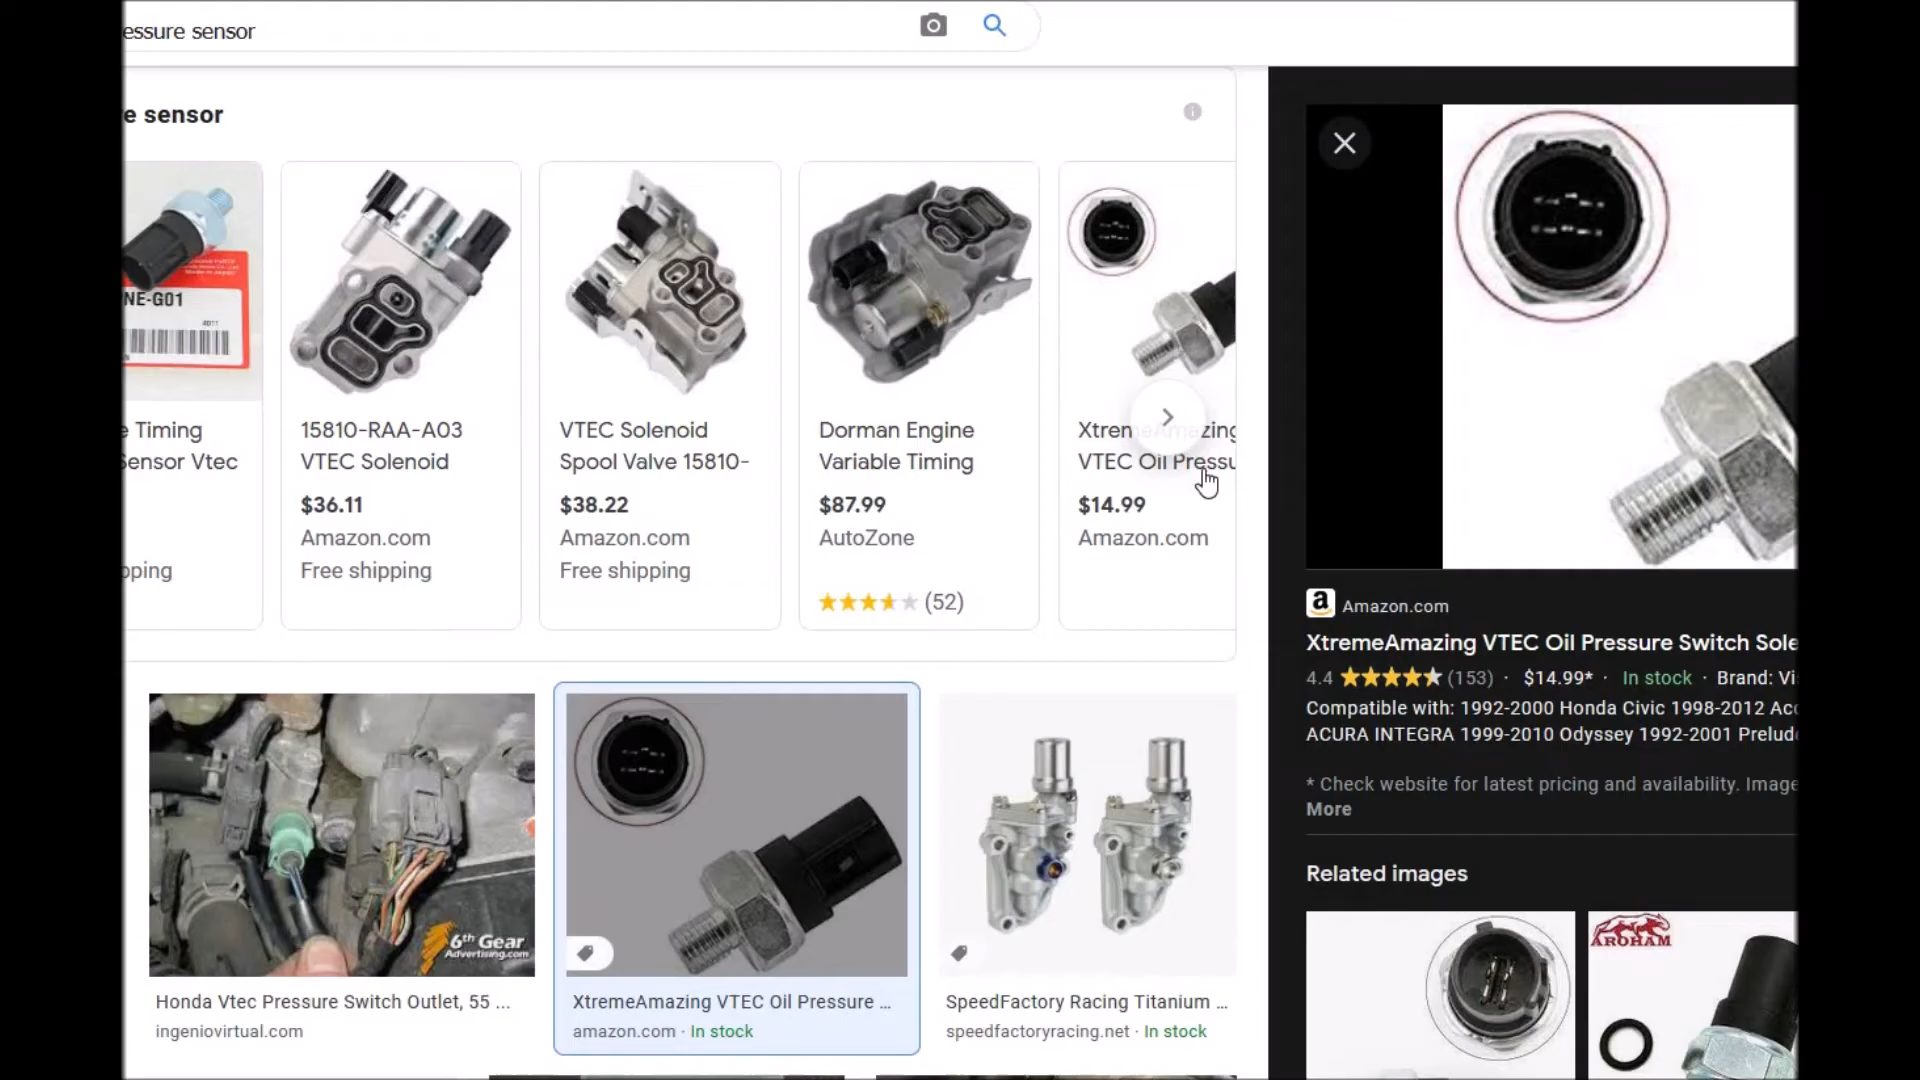 essure sensor
e sensor
NE-G01
e Timing
Sensor Vtec
pping
15810-RAA-A03
VTEC Solenoid
$36.11
Amazon.com
Free shipping
VTEC Solenoid
Spool Valve 15810-
$38.22
Amazon.com
Free shipping
Dorman Engine
Variable Timing
$87.99
AutoZone
(52)
XtremeAmazing
VTEC Oil Pressu
$14.99
Amazon.com
Amazon.com
XtremeAmazing VTEC Oil Pressure Switch Sole
4.4 (153) · $14.99* · In stock · Brand: Vi
Compatible with: 1992-2000 Honda Civic 1998-2012 Acc
ACURA INTEGRA 1999-2010 Odyssey 1992-2001 Prelude
* Check website for latest pricing and availability. Image
More
Related images
AROHAM
6th Gear
Advertising.com
Honda Vtec Pressure Switch Outlet, 55 ...
ingeniovirtual.com
XtremeAmazing VTEC Oil Pressure ...
amazon.com · In stock
SpeedFactory Racing Titanium ...
speedfactoryracing.net · In stock